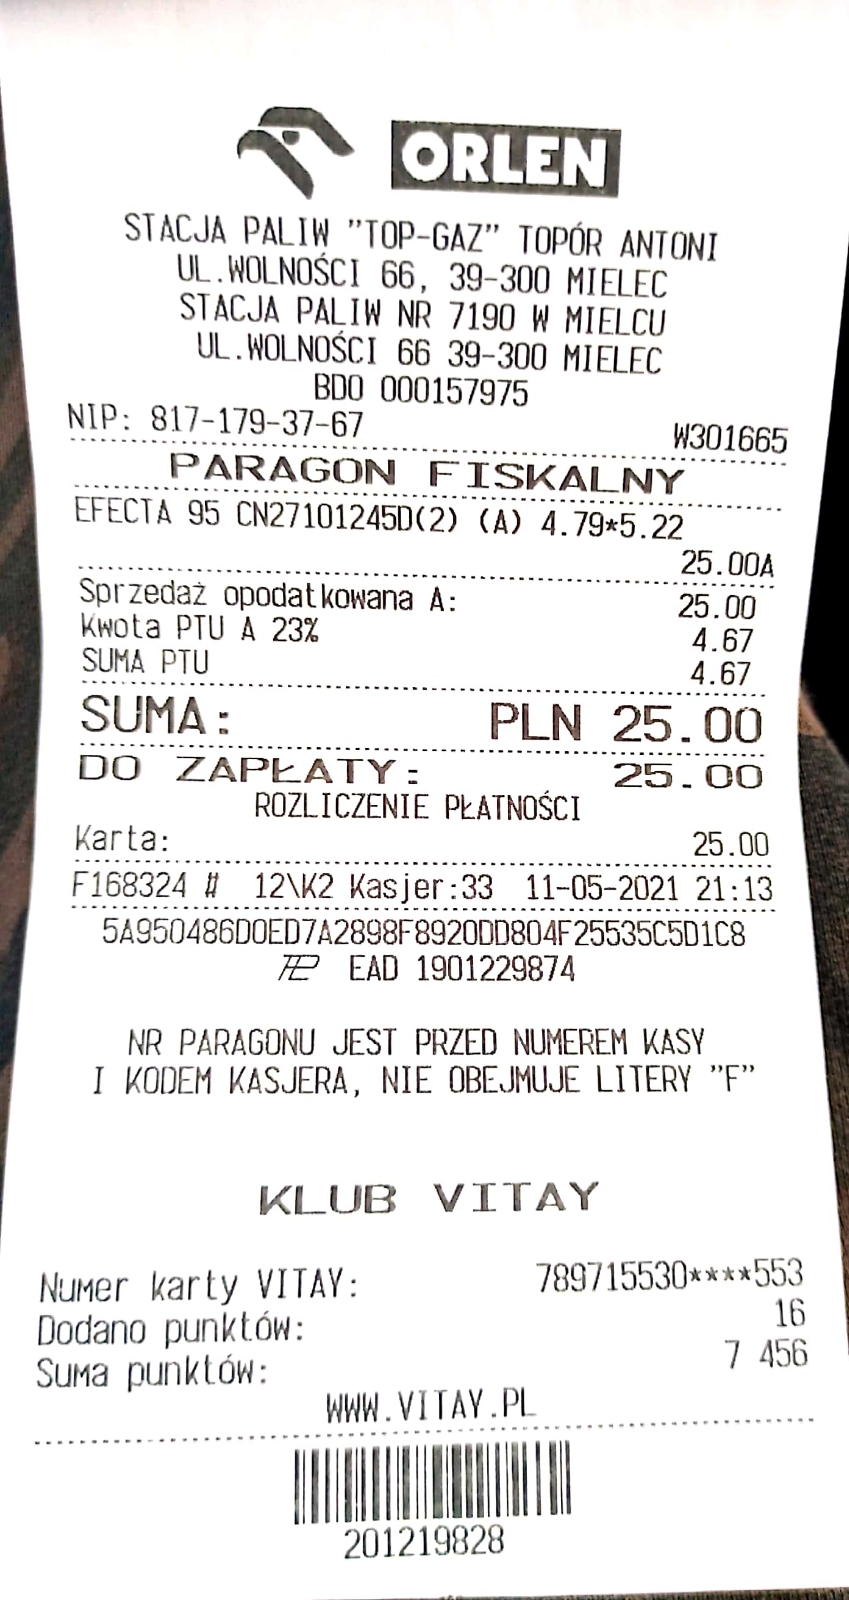 ORLEN
STACJA PALIW "TOP-GAZ" TOPÓR ANTONI
UL.WOLNOŚCI 66, 39-300 MIELEC
STACJA PALIW NR 7190 W MIELCU
UL.WOLNOŚCI 66 39-300 MIELEC
BDO 000157975
NIP: 817-179-37-67 W301665
PARAGON FISKALNY
EFECTA 95 CN27101245D(2) (A) 4.79*5.22
25.00A
Sprzedaż opodatkowana A: 25.00
Kwota PTU A 23% 4.67
SUMA PTU 4.67
SUMA: PLN 25.00
DO ZAPŁATY: 25.00
ROZLICZENIE PŁATNOŚCI
Karta: 25.00
F168324 # 12\K2 Kasjer:33 11-05-2021 21:13
5A950486D0ED7A2898F8920DD804F25535C5D1C8
EAD 1901229874
NR PARAGONU JEST PRZED NUMEREM KASY
I KODEM KASJERA, NIE OBEJMUJE LITERY "F"
KLUB VITAY
Numer karty VITAY: 789715530****553
Dodano punktów: 16
Suma punktów: 7 456
WWW.VITAY.PL
201219828